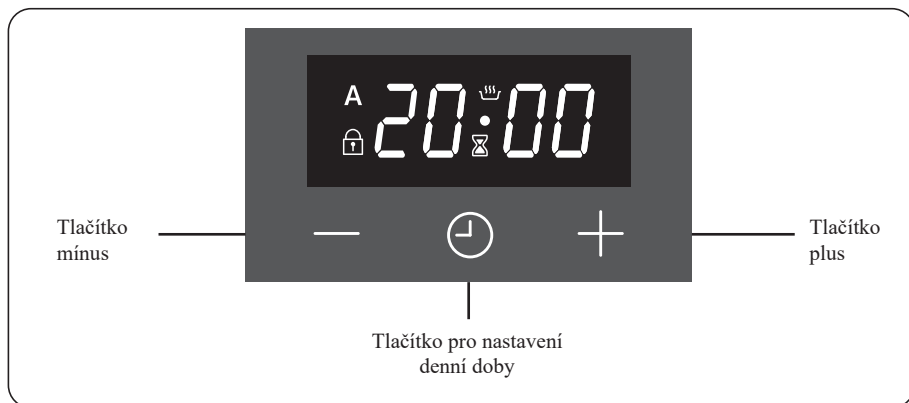 A
20:00
Tlačítko
mínus
Tlačítko
plus
Tlačítko pro nastavení
denní doby